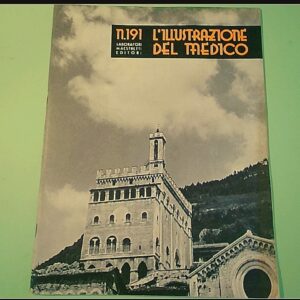 N.191
LABORATORI
MAESTRETTI
EDITORI
L'ILLUSTRAZIONE
DEL MEDICO